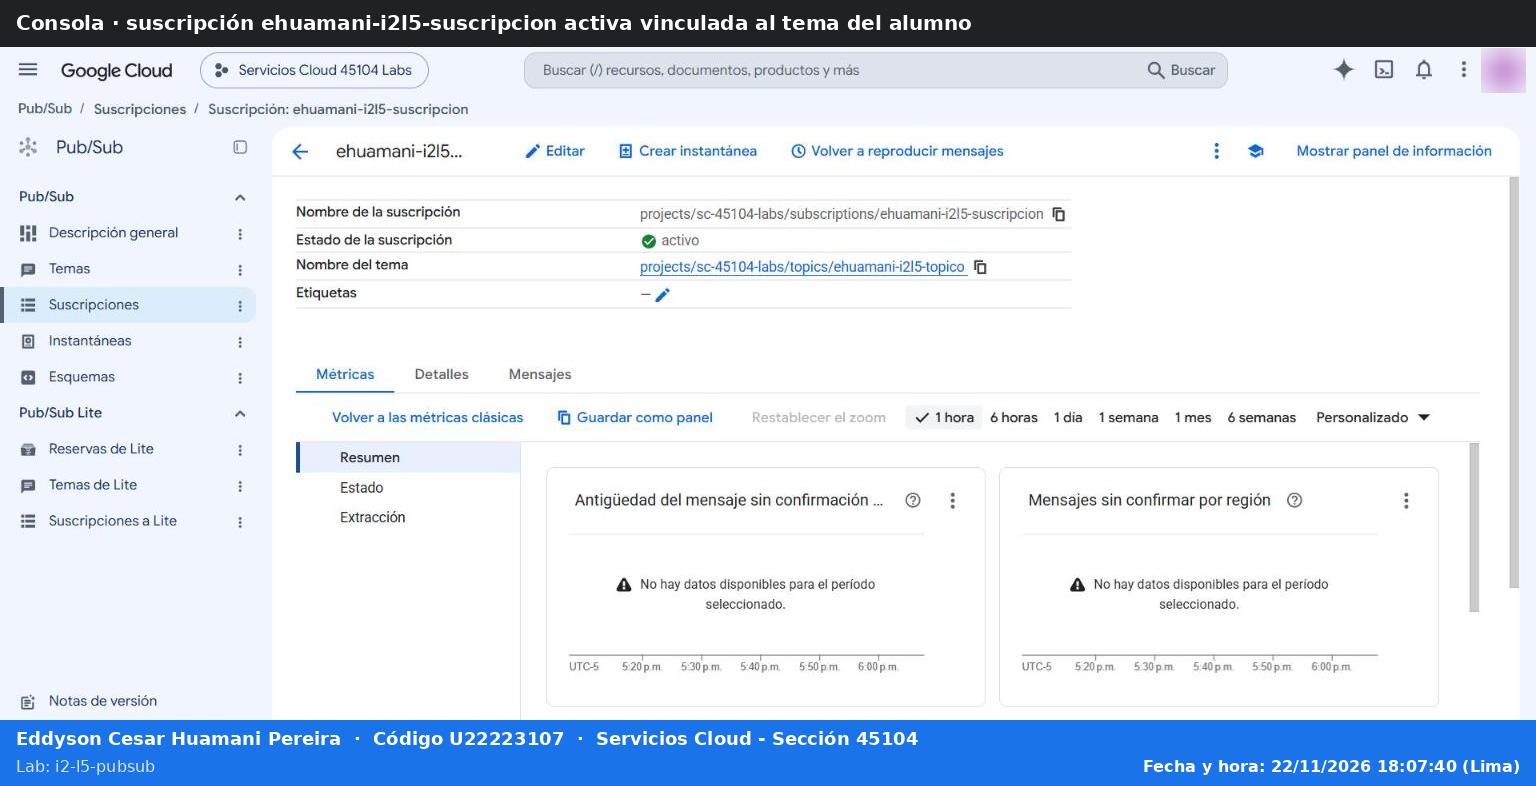 Consola · suscripción ehuamani-i2l5-suscripcion activa vinculada al tema del alumno
Google Cloud
Servicios Cloud 45104 Labs
Buscar (/) recursos, documentos, productos y más
Buscar
Pub/Sub / Suscripciones / Suscripción: ehuamani-i2l5-suscripcion
Pub/Sub
ehuamani-i2l5...
Editar
Crear instantánea
Volver a reproducir mensajes
Mostrar panel de información
Pub/Sub
Descripción general
Temas
Suscripciones
Instantáneas
Esquemas
Pub/Sub Lite
Reservas de Lite
Temas de Lite
Suscripciones a Lite
Notas de versión
Nombre de la suscripción projects/sc-45104-labs/subscriptions/ehuamani-i2l5-suscripcion
Estado de la suscripción activo
Nombre del tema projects/sc-45104-labs/topics/ehuamani-i2l5-topico
Etiquetas —
Métricas Detalles Mensajes
Volver a las métricas clásicas Guardar como panel Restablecer el zoom 1 hora 6 horas 1 día 1 semana 1 mes 6 semanas Personalizado
Resumen
Estado
Extracción
Antigüedad del mensaje sin confirmación ...
No hay datos disponibles para el período
seleccionado.
UTC-5 5:20 p.m. 5:30 p.m. 5:40 p.m. 5:50 p.m. 6:00 p.m.
Mensajes sin confirmar por región
No hay datos disponibles para el período
seleccionado.
UTC-5 5:20 p.m. 5:30 p.m. 5:40 p.m. 5:50 p.m. 6:00 p.m.
Eddyson Cesar Huamani Pereira · Código U22223107 · Servicios Cloud - Sección 45104
Lab: i2-l5-pubsub
Fecha y hora: 22/11/2026 18:07:40 (Lima)